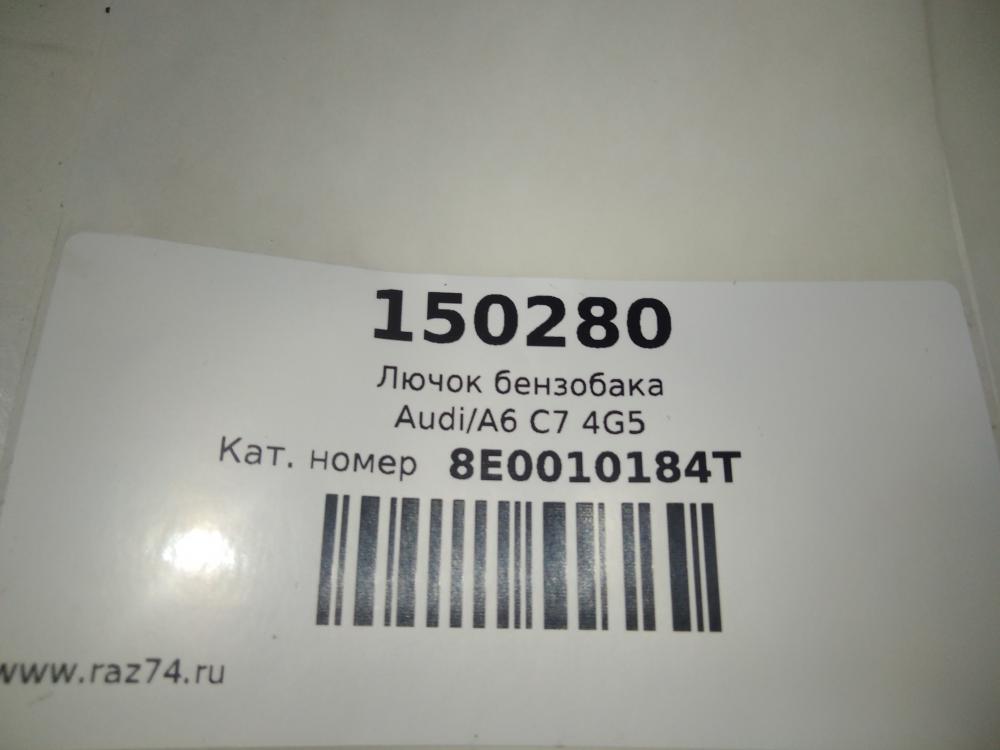 150280
Лючок бензобака
Audi/A6 C7 4G5
Кат. номер 8E0010184T
www.raz74.ru